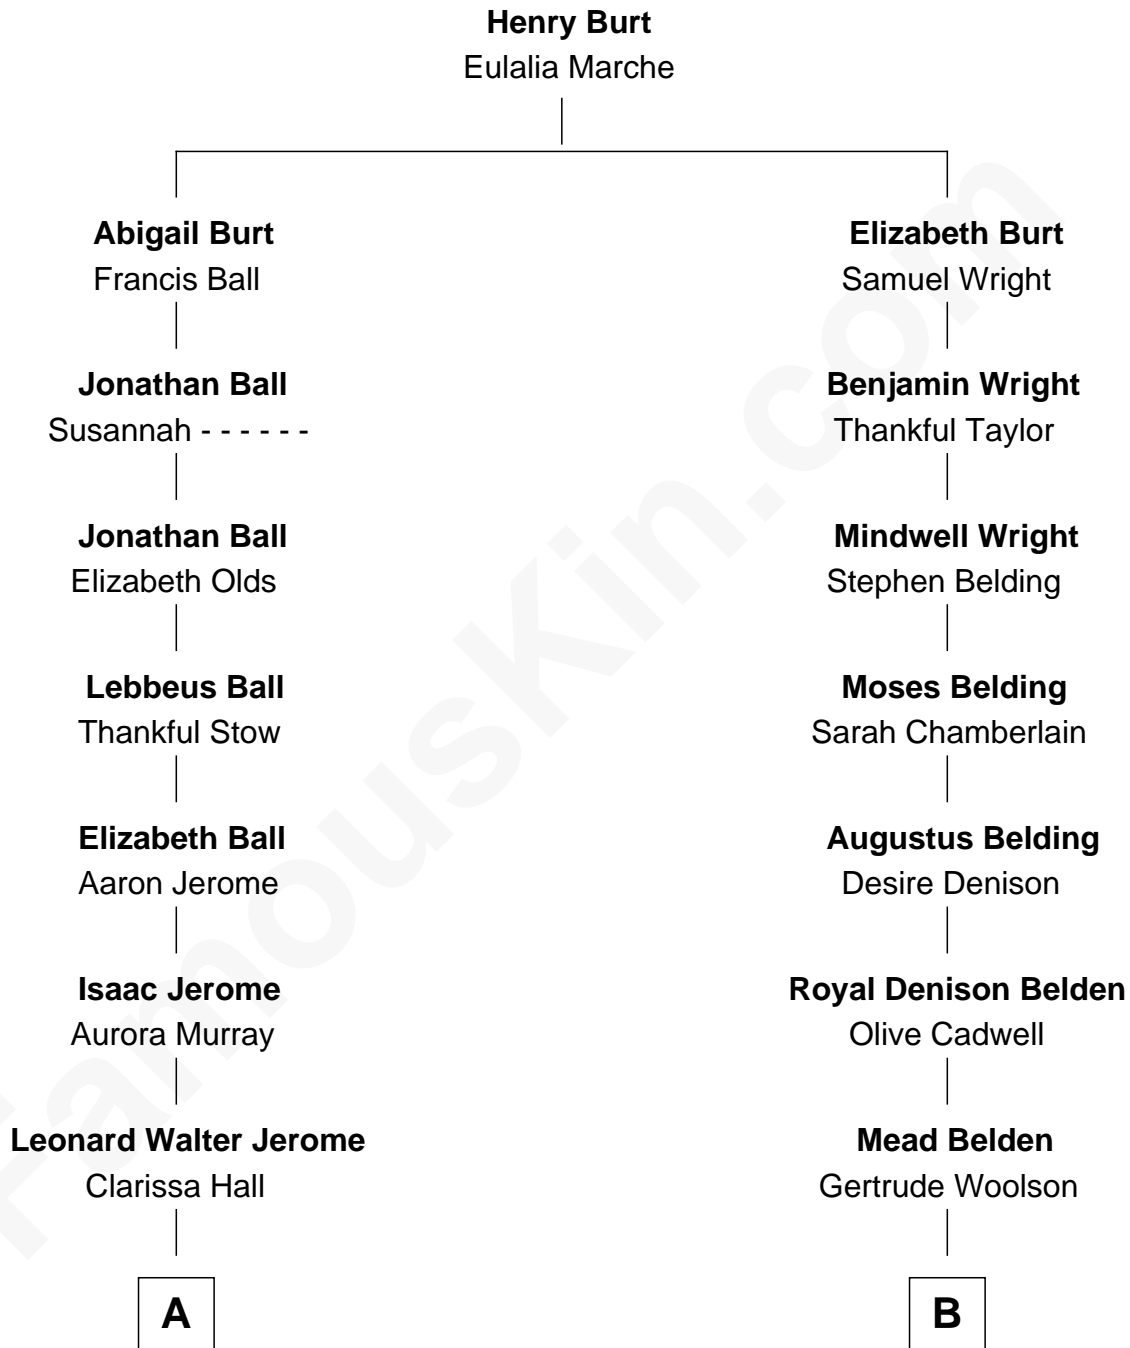 Henry Burt
Eulalia Marche
Abigail Burt
Francis Ball
Elizabeth Burt
Samuel Wright
Jonathan Ball
Susannah - - - - - -
Benjamin Wright
Thankful Taylor
Jonathan Ball
Elizabeth Olds
Mindwell Wright
Stephen Belding
Lebbeus Ball
Thankful Stow
Moses Belding
Sarah Chamberlain
Elizabeth Ball
Aaron Jerome
Augustus Belding
Desire Denison
Isaac Jerome
Aurora Murray
Royal Denison Belden
Olive Cadwell
Leonard Walter Jerome
Clarissa Hall
Mead Belden
Gertrude Woolson
A
B
FamousKin.com